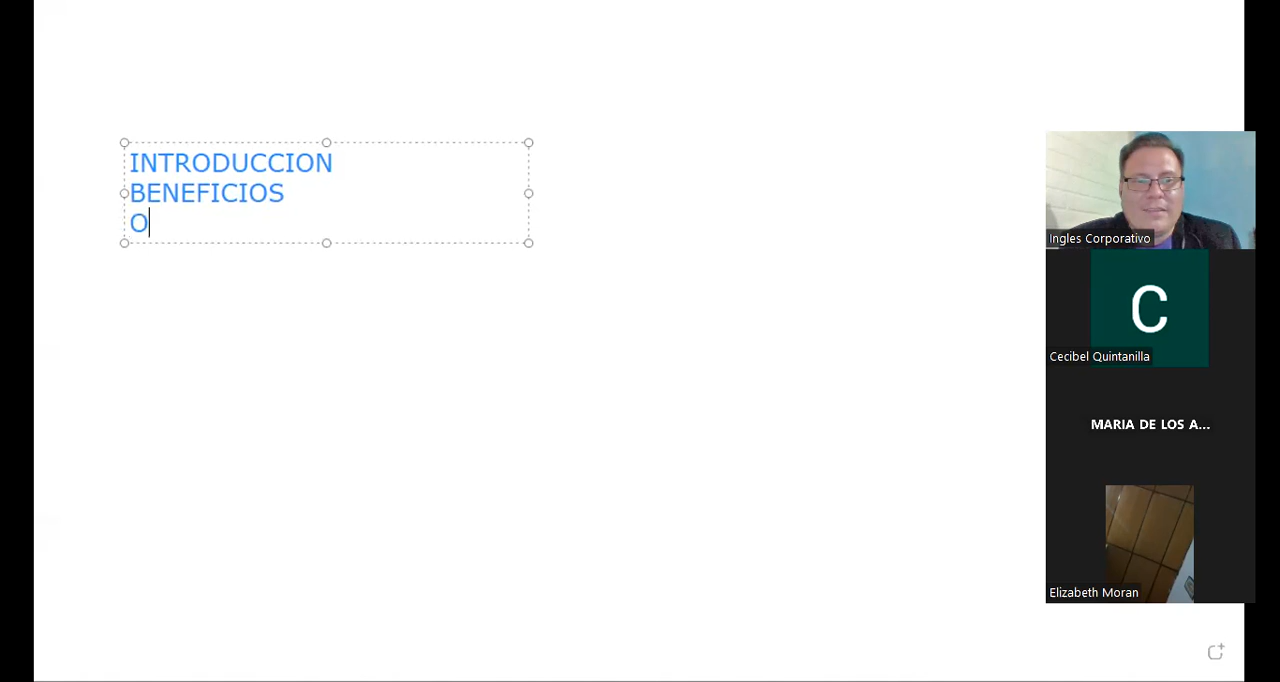 INTRODUCCION
BENEFICIOS
O
Ingles Corporativo
C
Cecibel Quintanilla
MARIA DE LOS A...
Elizabeth Moran